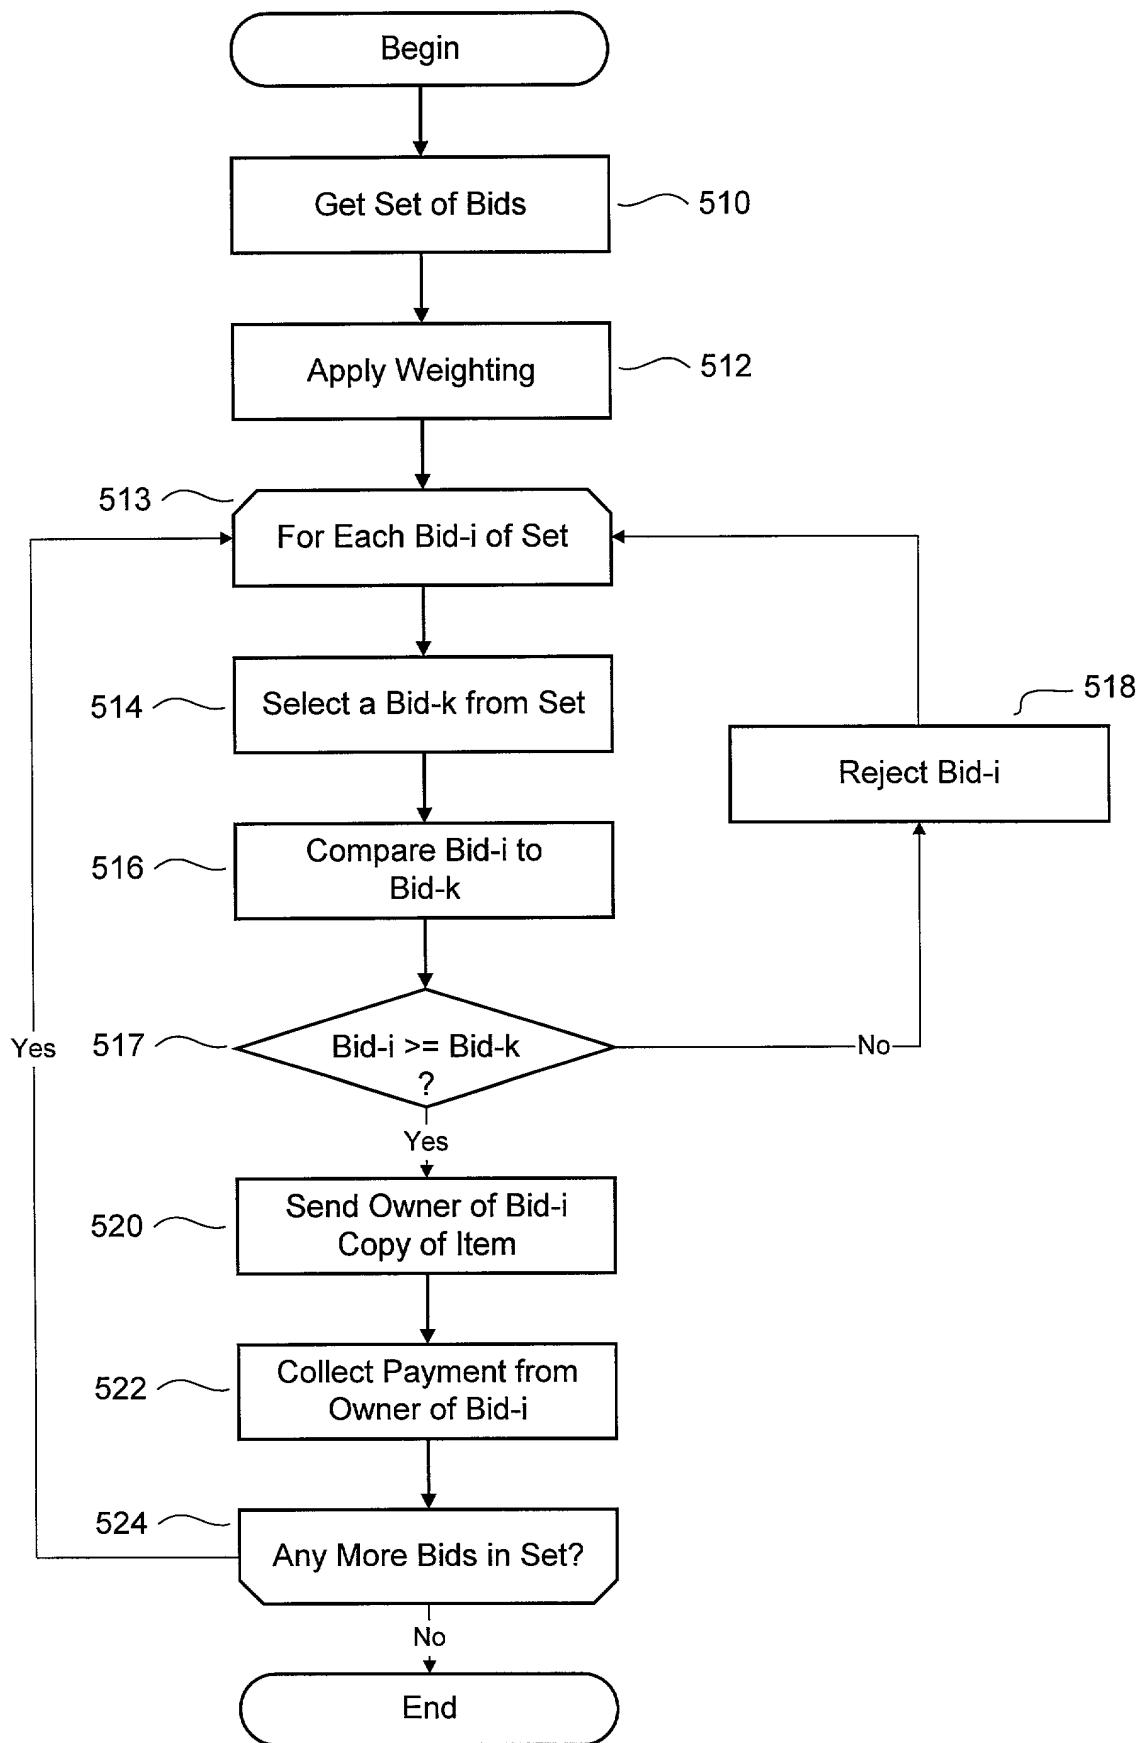 Begin
Get Set of Bids
510
Apply Weighting
512
513
For Each Bid-i of Set
514
Select a Bid-k from Set
518
Reject Bid-i
516
Compare Bid-i to
Bid-k
Yes
517
Bid-i >= Bid-k
?
No
Yes
520
Send Owner of Bid-i
Copy of Item
522
Collect Payment from
Owner of Bid-i
524
Any More Bids in Set?
No
End